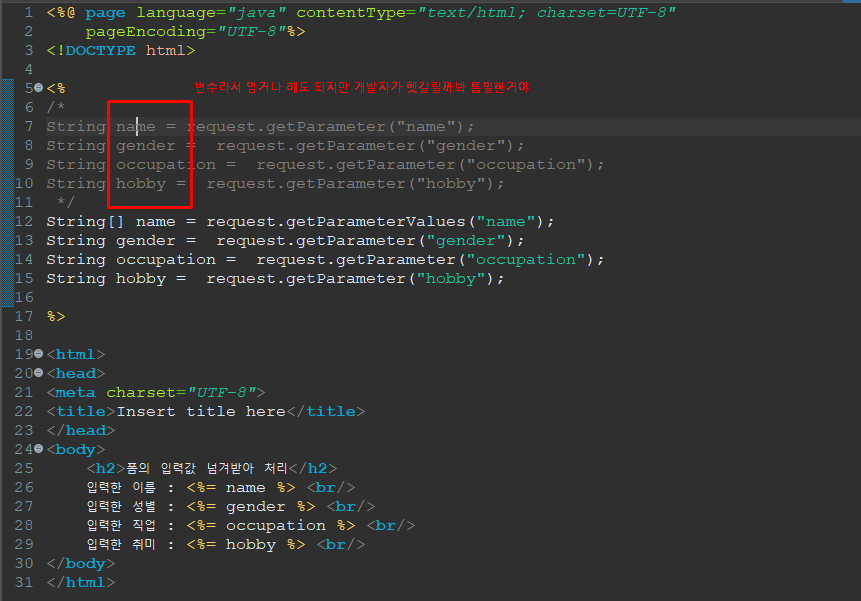 1 <%@ page language="java" contentType="text/html; charset=UTF-8"
2 pageEncoding="UTF-8"%>
3 <!DOCTYPE html>
4
5 <% 변수라서 암거나 해도 되지만 개발자가 헷갈릴까봐 통일한거야
6 /*
7 String name = request.getParameter("name");
8 String gender =  request.getParameter("gender");
9 String occupation =  request.getParameter("occupation");
10 String hobby =  request.getParameter("hobby");
11 */
12 String[] name = request.getParameterValues("name");
13 String gender =  request.getParameter("gender");
14 String occupation =  request.getParameter("occupation");
15 String hobby =  request.getParameter("hobby");
16
17 %>
18
19 <html>
20 <head>
21 <meta charset="UTF-8">
22 <title>Insert title here</title>
23 </head>
24 <body>
25 <h2>폼의 입력값 넘겨받아 처리</h2>
26 입력한 이름 : <%= name %> <br/>
27 입력한 성별 : <%= gender %> <br/>
28 입력한 직업 : <%= occupation %> <br/>
29 입력한 취미 : <%= hobby %> <br/>
30 </body>
31 </html>